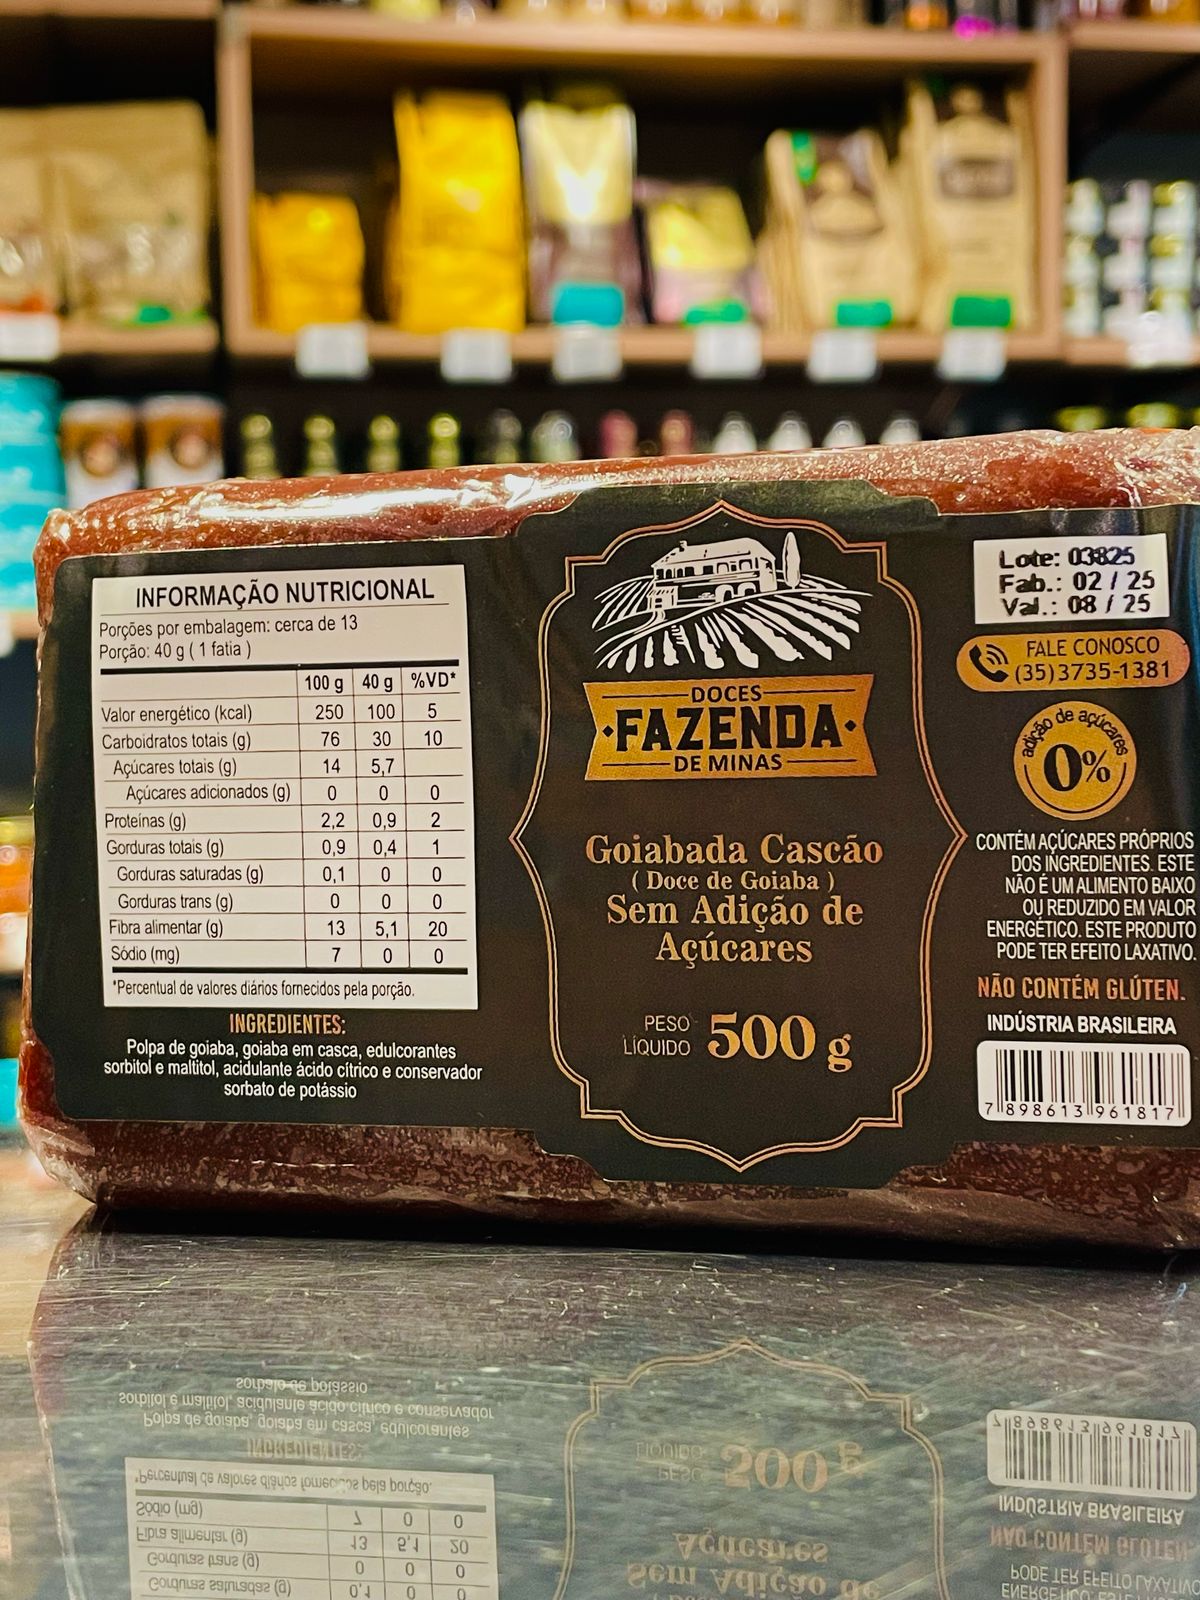 INFORMAÇÃO NUTRICIONAL
Porções por embalagem: cerca de 13
Porção: 40 g ( 1 fatia )
100 g 40 g %VD*
Valor energético (kcal) 250 100 5
Carboidratos totais (g) 76 30 10
Açúcares totais (g) 14 5,7
Açúcares adicionados (g) 0 0 0
Proteínas (g) 2,2 0,9 2
Gorduras totais (g) 0,9 0,4 1
Gorduras saturadas (g) 0,1 0 0
Gorduras trans (g) 0 0 0
Fibra alimentar (g) 13 5,1 20
Sódio (mg) 7 0 0
*Percentual de valores diários fornecidos pela porção.
INGREDIENTES:
Polpa de goiaba, goiaba em casca, edulcorantes
sorbitol e maltitol, acidulante ácido cítrico e conservador
sorbato de potássio
DOCES
FAZENDA
DE MINAS
Goiabada Cascão
( Doce de Goiaba )
Sem Adição de
Açúcares
PESO
LÍQUIDO 500 g
Lote: 03825
Fab.: 02 / 25
Val.: 08 / 25
FALE CONOSCO
(35)3735-1381
adição de açúcares
0%
CONTÉM AÇÚCARES PRÓPRIOS
DOS INGREDIENTES. ESTE
NÃO É UM ALIMENTO BAIXO
OU REDUZIDO EM VALOR
ENERGÉTICO. ESTE PRODUTO
PODE TER EFEITO LAXATIVO.
NÃO CONTÉM GLÚTEN.
INDÚSTRIA BRASILEIRA
7 898613 961817